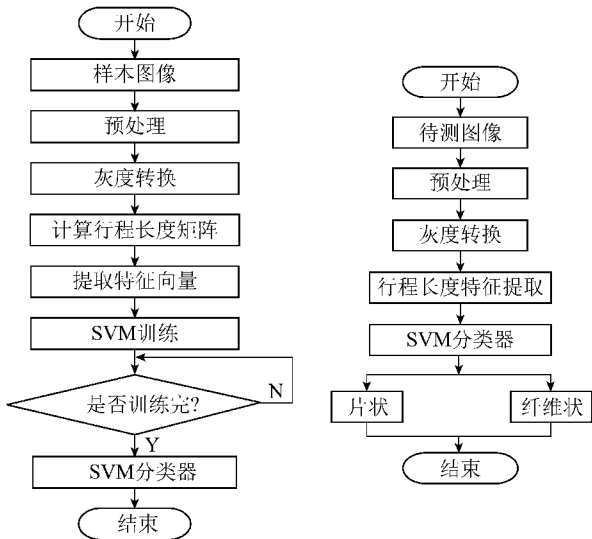 开始
样木图像
预处理
灰度转换
计算行程长度矩阵
提取特征向量
SVM训练
是否训练完?
N
Y
SVM分类器
结束
开始
待测图像
预处理
灰度转换
行程长度特征提取
SVM分类器
片状
纤维状
结束